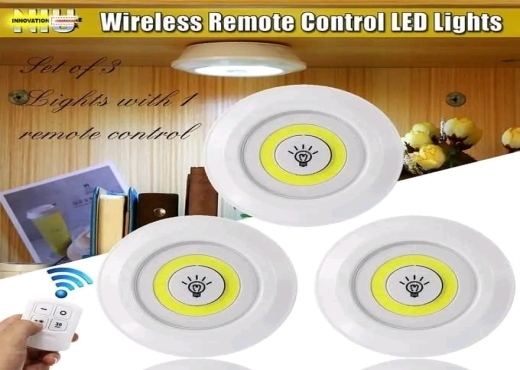 INNOVATION
Wireless Remote Control LED Lights
Set of 3
Lights with 1
remote control